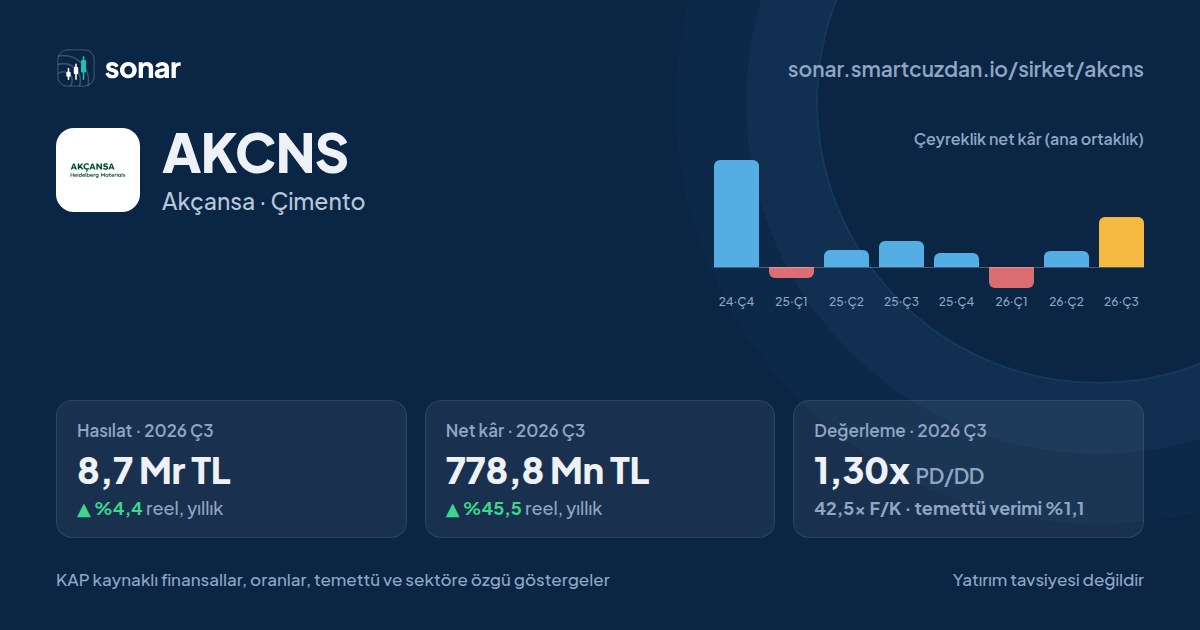 sonar
sonar.smartcuzdan.io/sirket/akcns
AKÇANSA
Heidelberg Materials
AKCNS
Akçansa · Çimento
Çeyreklik net kâr (ana ortaklık)
24-Ç4 25-Ç1 25-Ç2 25-Ç3 25-Ç4 26-Ç1 26-Ç2 26-Ç3
Hasılat · 2026 Ç3
8,7 Mr TL
▲ %4,4 reel, yıllık
Net kâr · 2026 Ç3
778,8 Mn TL
▲ %45,5 reel, yıllık
Değerleme · 2026 Ç3
1,30x PD/DD
42,5× F/K · temettü verimi %1,1
KAP kaynaklı finansallar, oranlar, temettü ve sektöre özgü göstergeler
Yatırım tavsiyesi değildir